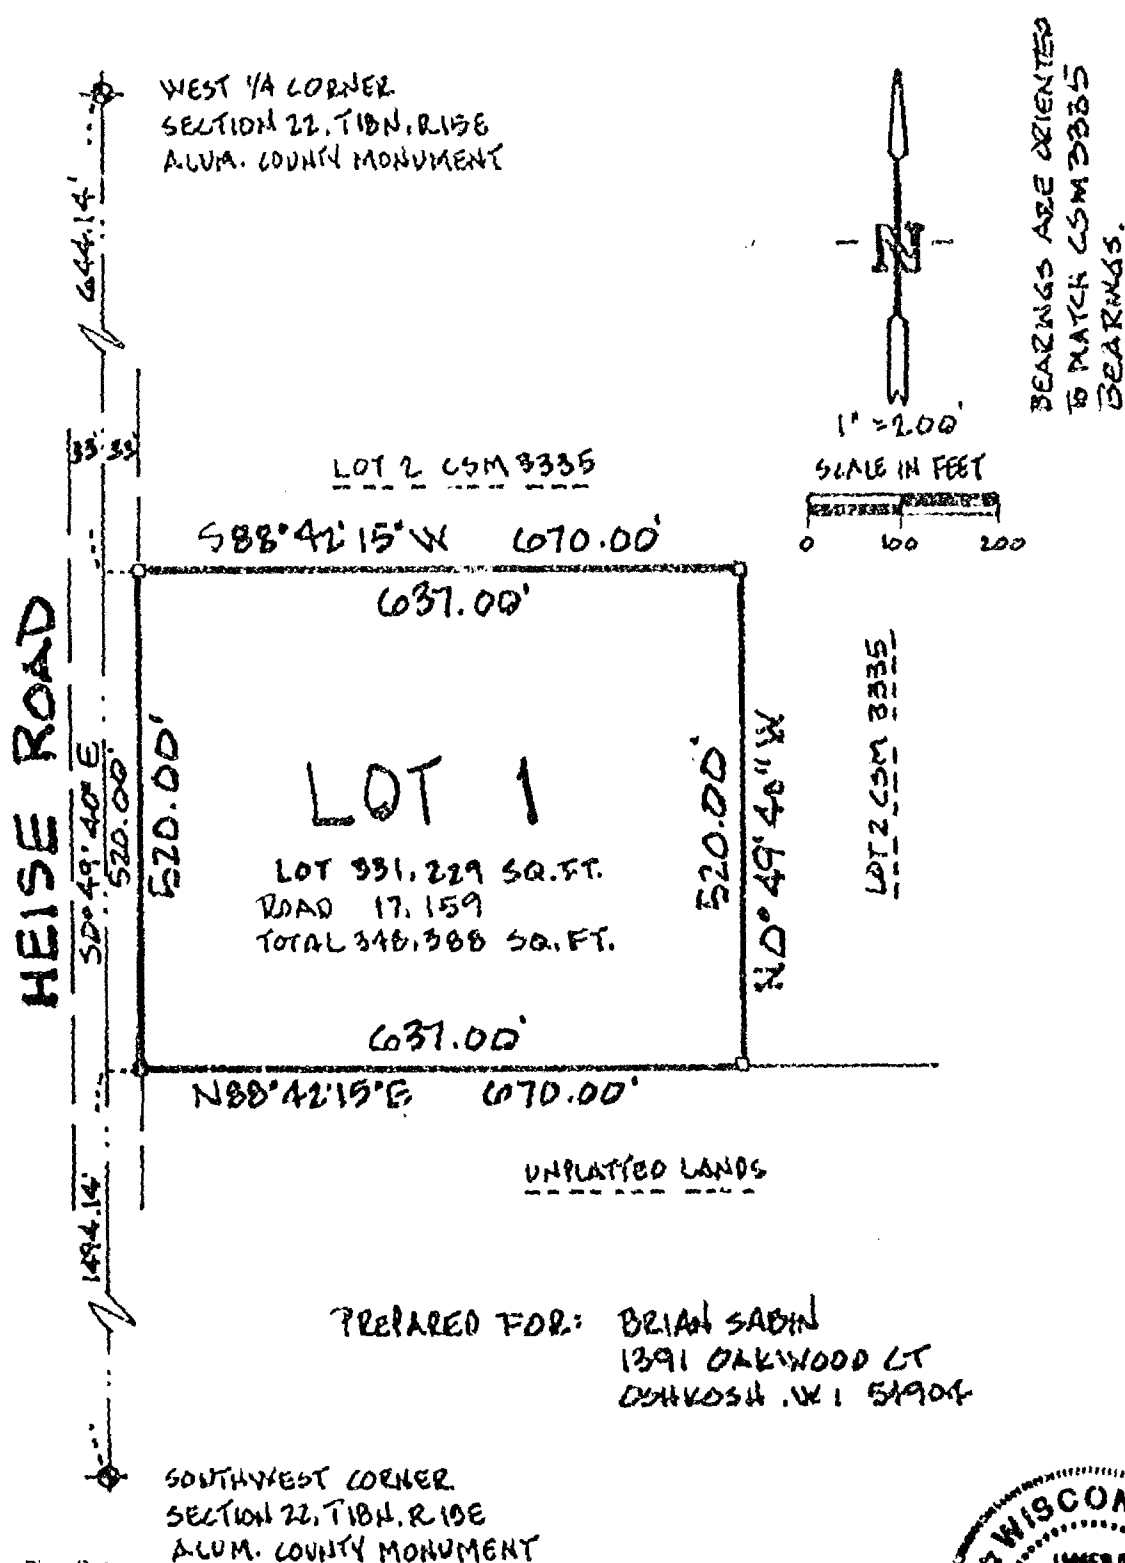 WEST 1/4 CORNER
SECTION 22, T18N, R15E
ALUM. COUNTY MONUMENT
644.14'
BEARINGS ARE ORIENTED
TO MATCH CSM 3335
BEARINGS.
N
1" = 200'
SCALE IN FEET
0 100 200
33' 33'
LOT 2 CSM 3335
S88°42'15"W 670.00'
637.00'
HEISE ROAD
S0°49'40"E
520.00'
520.00'
LOT 1
LOT 331,229 SQ.FT.
ROAD 17,159
TOTAL 348,388 SQ.FT.
520.00'
N0°49'40"W
LOT 2 CSM 3335
637.00'
N88°42'15"E 670.00'
UNPLATTED LANDS
1494.14'
PREPARED FOR: BRIAN SABIN
1391 OAKWOOD CT
OSHKOSH, WI 54904
SOUTHWEST CORNER
SECTION 22, T18N, R15E
ALUM. COUNTY MONUMENT
WISCON